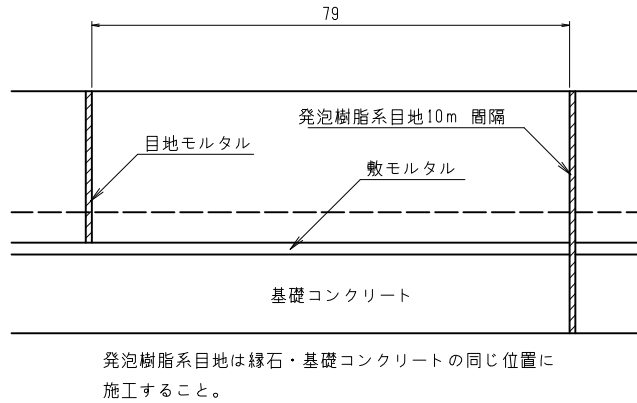 79
発泡樹脂系目地10m 間隔
目地モルタル
敷モルタル
基礎コンクリート
発泡樹脂系目地は縁石・基礎コンクリートの同じ位置に
施工すること。